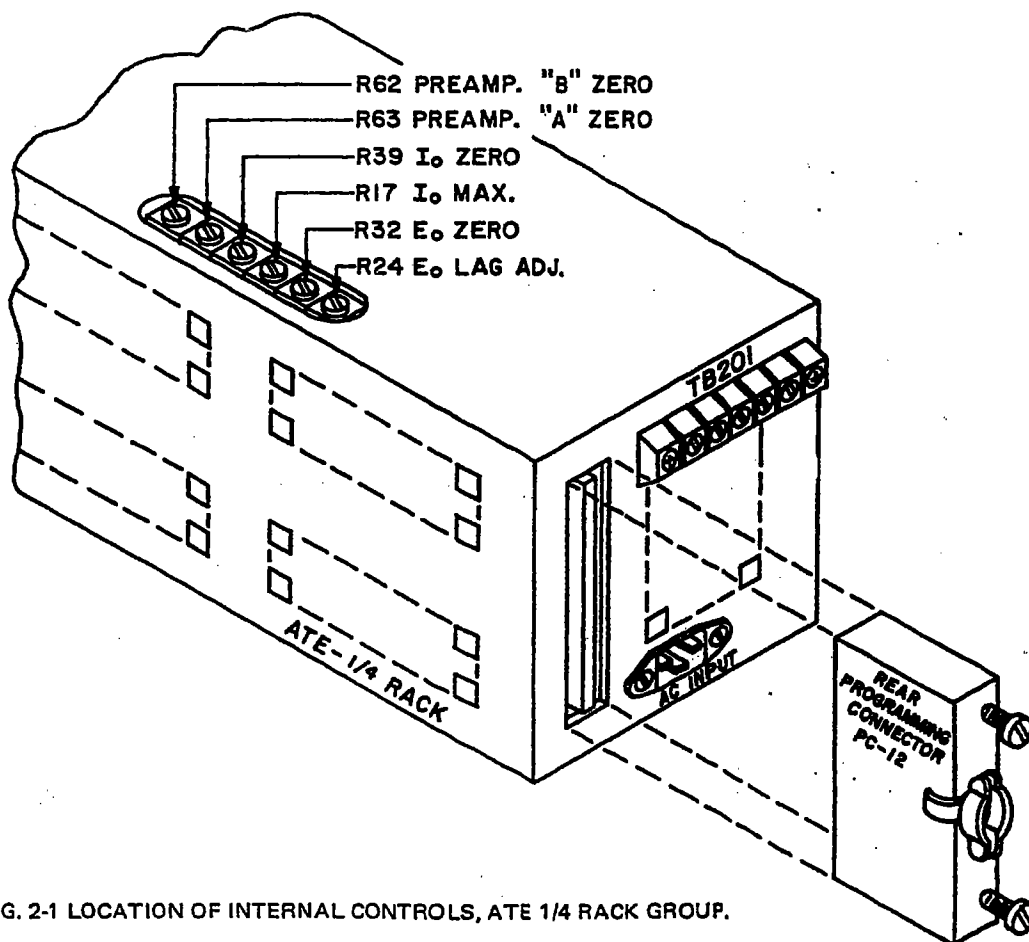 R62 PREAMP. "B" ZERO
R63 PREAMP. "A" ZERO
R39 Io ZERO
R17 Io MAX.
R32 Eo ZERO
R24 Eo LAG ADJ.
TB201
ATE-1/4 RACK
AC INPUT
REAR
PROGRAMMING
CONNECTOR
PC-12
G. 2-1 LOCATION OF INTERNAL CONTROLS, ATE 1/4 RACK GROUP.